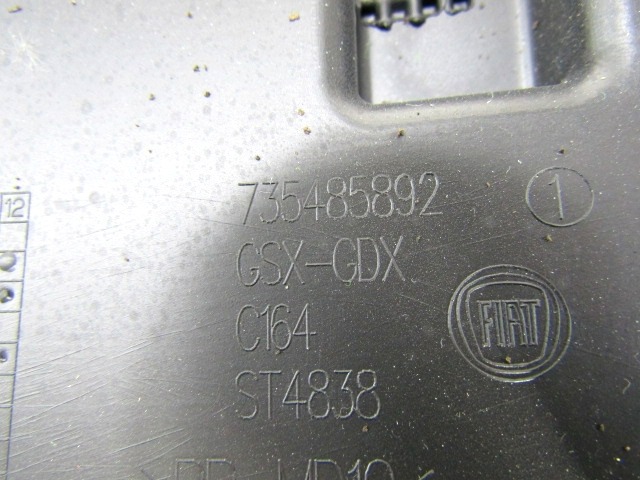 12
735485892 1
GSX-GDX
C164 FIAT
ST4838